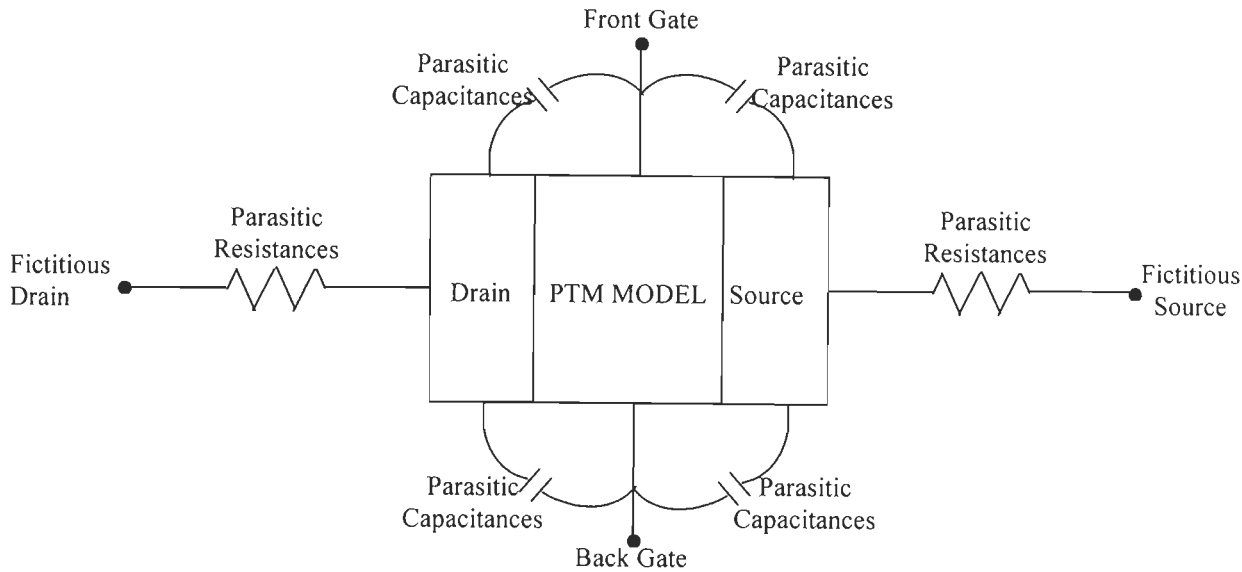 Front Gate
Parasitic
Capacitances
Parasitic
Capacitances
Parasitic
Resistances
Parasitic
Resistances
Fictitious
Drain
Drain
PTM MODEL
Source
Fictitious
Source
Parasitic
Capacitances
Parasitic
Capacitances
Back Gate